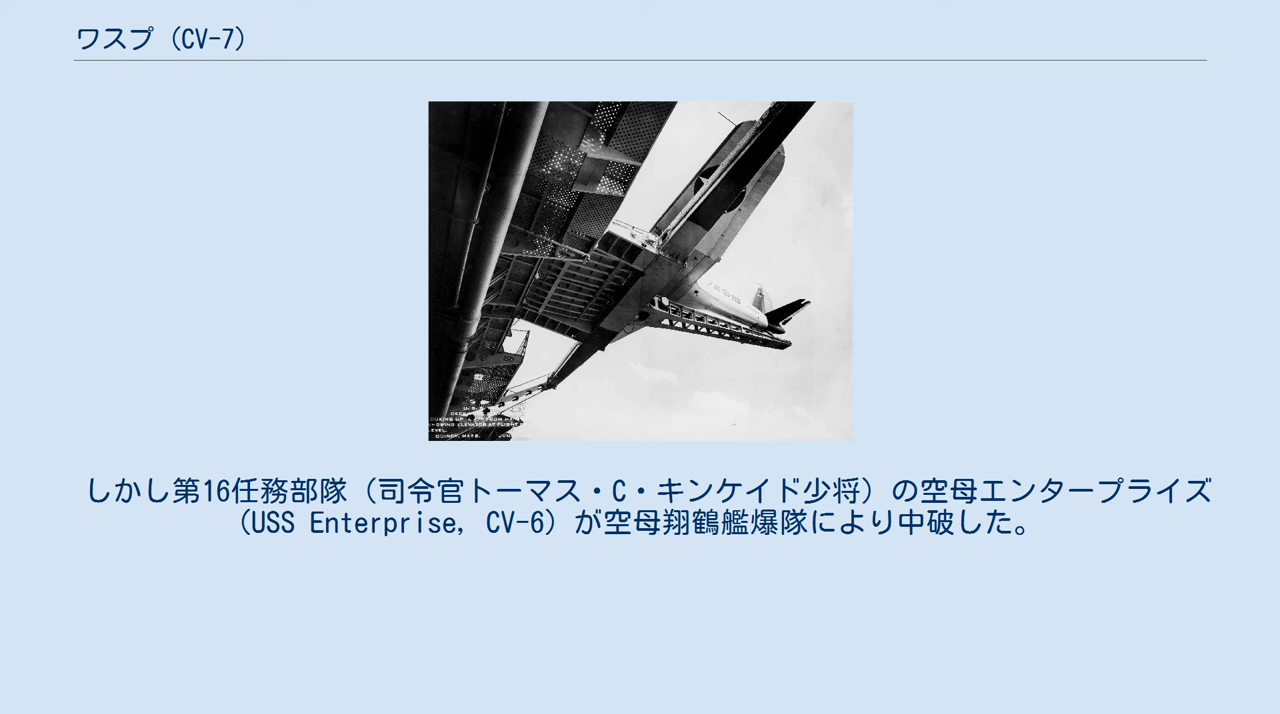 ワスプ（CV-7）
しかし第16任務部隊（司令官トーマス・C・キンケイド少将）の空母エンタープライズ
（USS Enterprise, CV-6）が空母翔鶴艦爆隊により中破した。
LEVEL.
QUINCY, MASS.